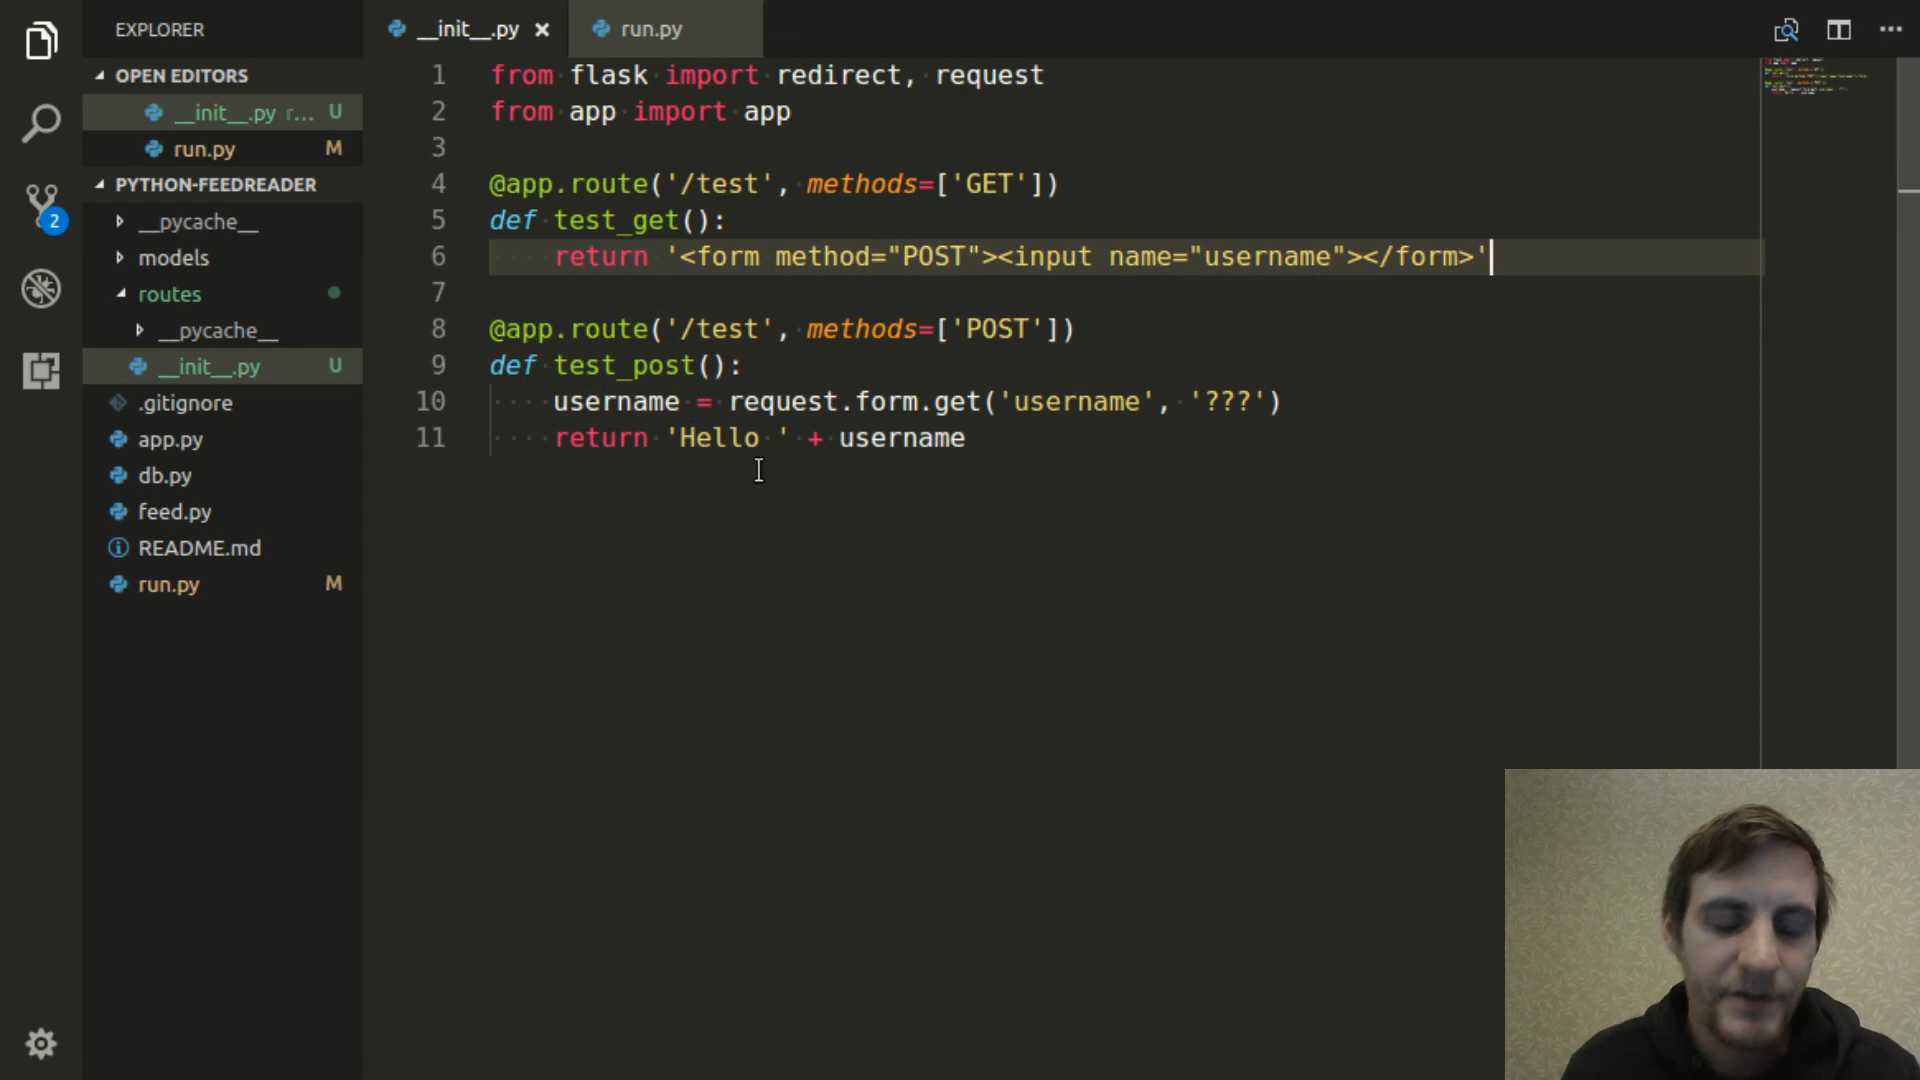 EXPLORER
OPEN EDITORS
__init__.py r... U
run.py M
PYTHON-FEEDREADER
__pycache__
models
routes
__pycache__
__init__.py U
.gitignore
app.py
db.py
feed.py
README.md
run.py M
2
__init__.py
run.py
1 from flask import redirect, request
2 from app import app
3
4 @app.route('/test', methods=['GET'])
5 def test_get():
6 return '<form method="POST"><input name="username"></form>'
7
8 @app.route('/test', methods=['POST'])
9 def test_post():
10 username = request.form.get('username', '???')
11 return 'Hello ' + username